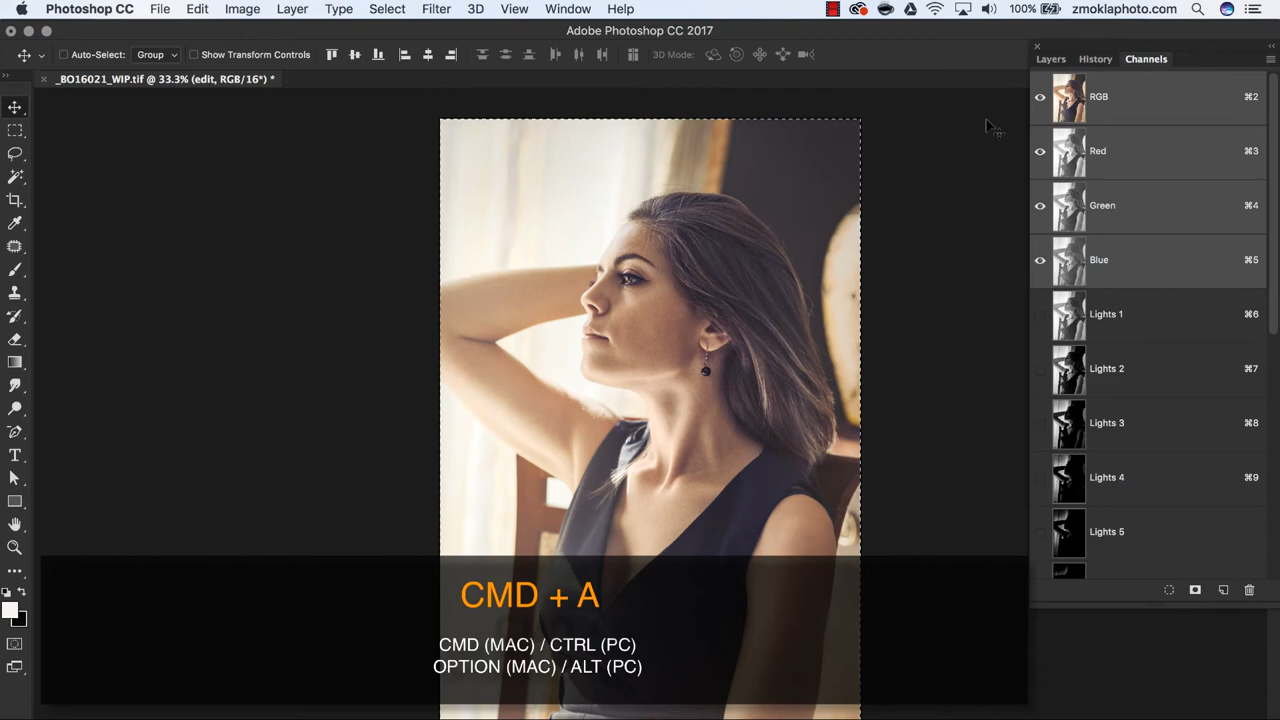 Photoshop CC File Edit Image Layer Type Select Filter 3D View Window Help 100% zmoklaphoto.com
Adobe Photoshop CC 2017
Auto-Select: Group Show Transform Controls 3D Mode:
_BO16021_WIP.tif @ 33.3% (edit, RGB/16*) *
Layers History Channels
RGB ⌘2
Red ⌘3
Green ⌘4
Blue ⌘5
Lights 1 ⌘6
Lights 2 ⌘7
Lights 3 ⌘8
Lights 4 ⌘9
Lights 5
CMD + A
CMD (MAC) / CTRL (PC)
OPTION (MAC) / ALT (PC)